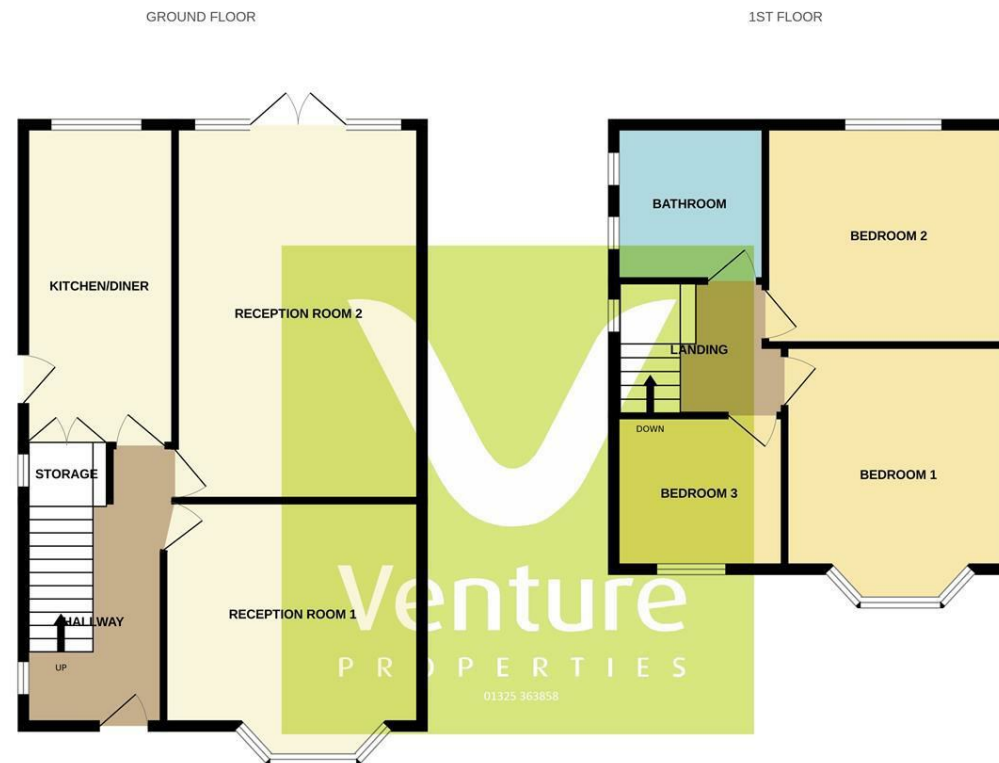 GROUND FLOOR
1ST FLOOR
KITCHEN/DINER
RECEPTION ROOM 2
STORAGE
HALLWAY
UP
RECEPTION ROOM 1
BATHROOM
BEDROOM 2
LANDING
DOWN
BEDROOM 3
BEDROOM 1
Venture
PROPERTIES
01325 363858